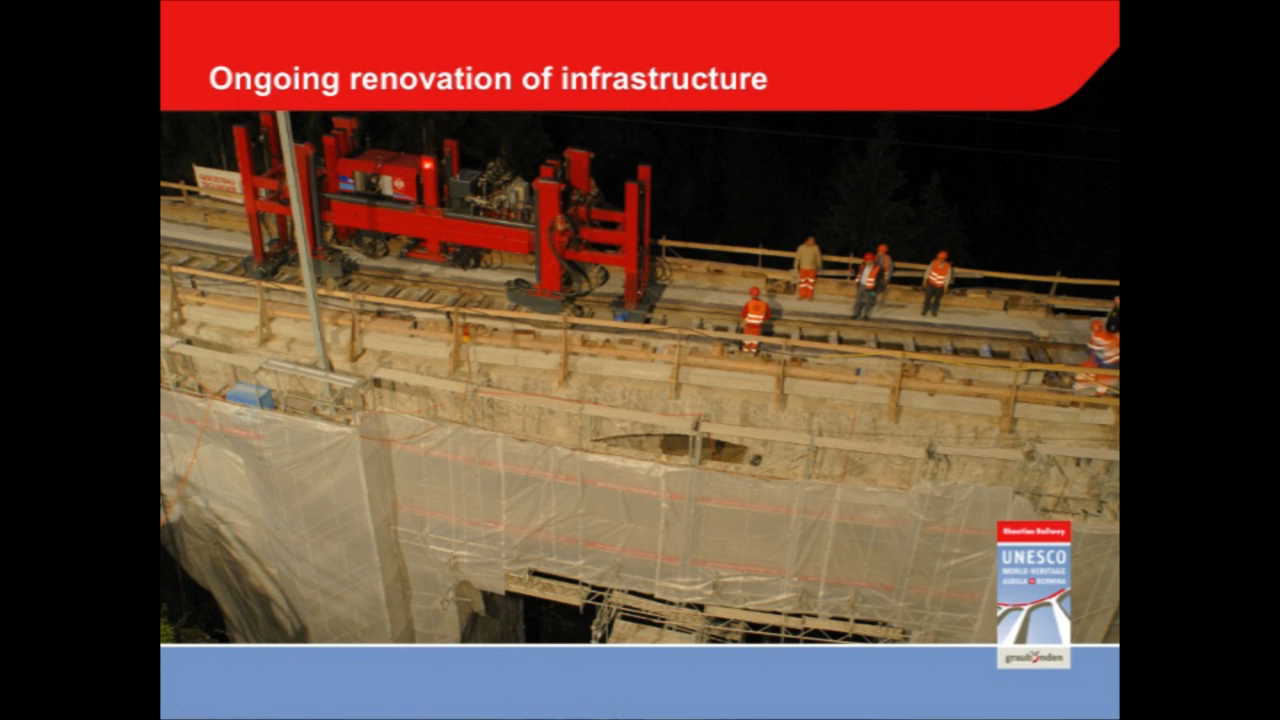 Ongoing renovation of infrastructure
Rhaetian Railway
UNESCO
WORLD HERITAGE
ALBULA BERNINA
graubünden